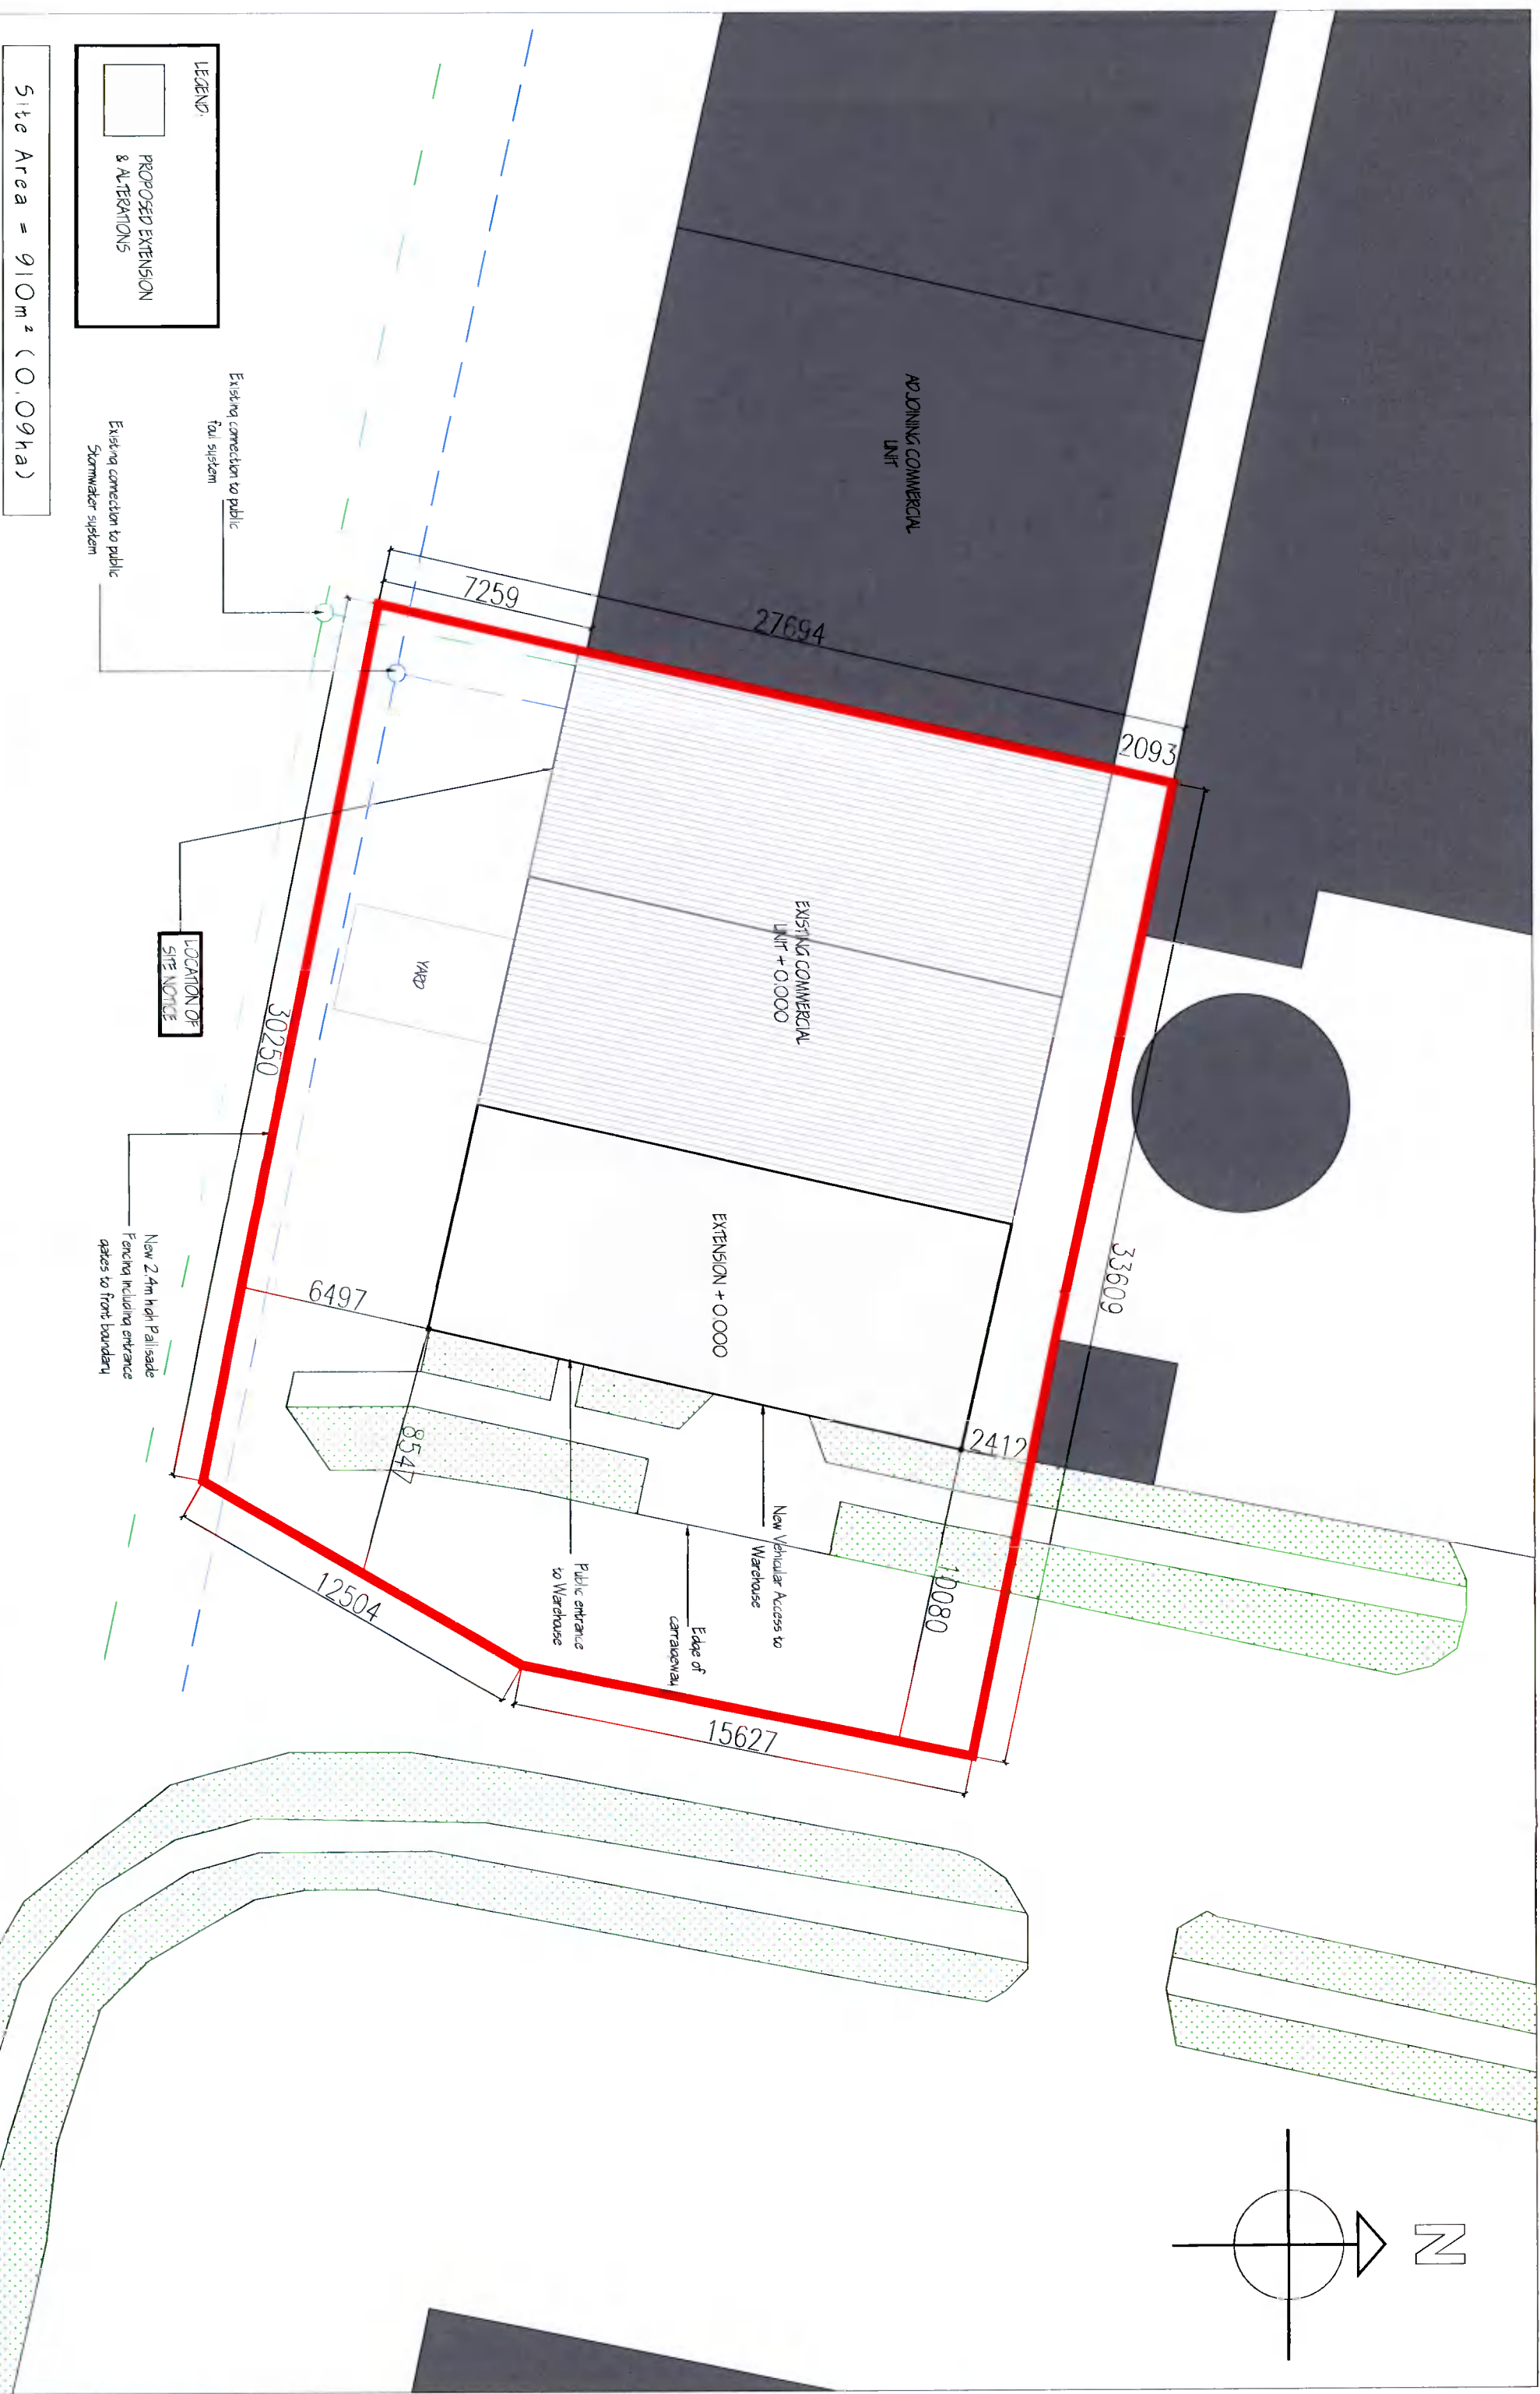 LEGEND:
PROPOSED EXTENSION
& ALTERATIONS
Site Area = 910m² (0.09ha)
ADJOINING COMMERCIAL
UNIT
Existing connection to public
foul system
Existing connection to public
Stormwater system
7259
27694
2093
EXISTING COMMERCIAL
UNIT + 0.000
YARD
LOCATION OF
SITE NOTICE
30250
33609
EXTENSION + 0.000
New 2.4m high Palisade
Fencing including entrance
gates to front boundary
6497
8547
2412
10080
New Vehicular Access to
Warehouse
Public entrance
to Warehouse
Edge of
carraigeway
12504
15627
N